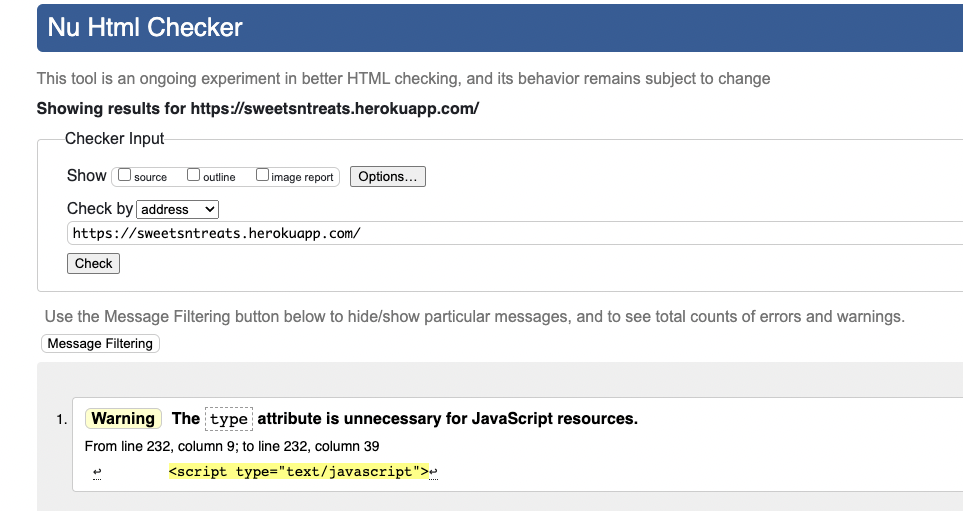 Nu Html Checker
This tool is an ongoing experiment in better HTML checking, and its behavior remains subject to change
Showing results for https://sweetsntreats.herokuapp.com/
Checker Input
Show source outline image report Options...
Check by address
https://sweetsntreats.herokuapp.com/
Check
Use the Message Filtering button below to hide/show particular messages, and to see total counts of errors and warnings.
Message Filtering
1. Warning The type attribute is unnecessary for JavaScript resources.
From line 232, column 9; to line 232, column 39
↩ <script type="text/javascript">↩